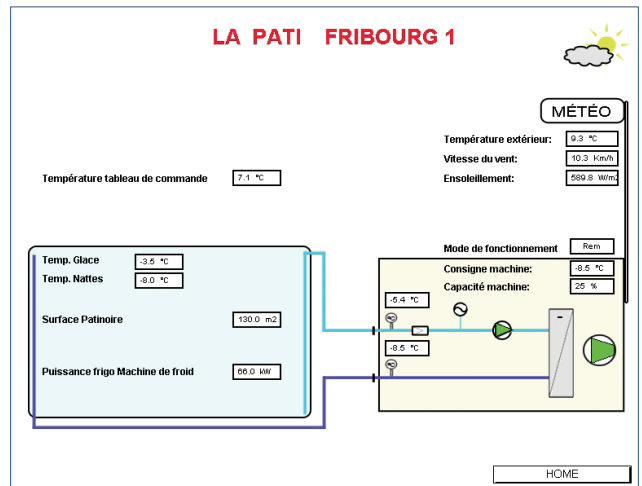 LA PATI FRIBOURG 1
MÉTÉO
Température extérieur: 9.3 °C
Vitesse du vent: 10.3 Km/h
Ensoleillement: 589.8 W/m2
Température tableau de commande 7.1 °C
Mode de fonctionnement Rem
Consigne machine: -8.5 °C
Capacité machine: 25 %
Temp. Glace -3.5 °C
Temp. Nattes -8.0 °C
Surface Patinoire 130.0 m2
Puissance frigo Machine de froid 66.0 kW
-5.4 °C
-8.5 °C
HOME